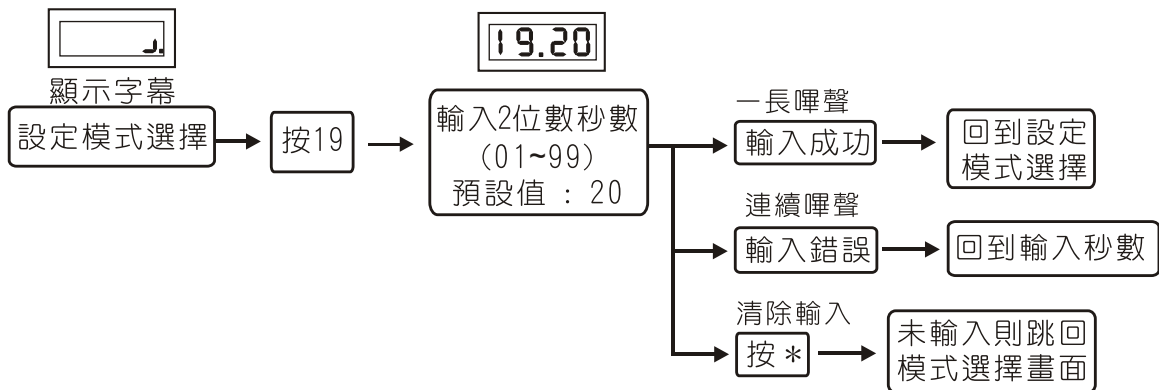 顯示字幕
設定模式選擇
按19
19.20
輸入2位數秒數
(01~99)
預設值：20
一長嗶聲
輸入成功
回到設定
模式選擇
連續嗶聲
輸入錯誤
回到輸入秒數
清除輸入
按＊
未輸入則跳回
模式選擇畫面